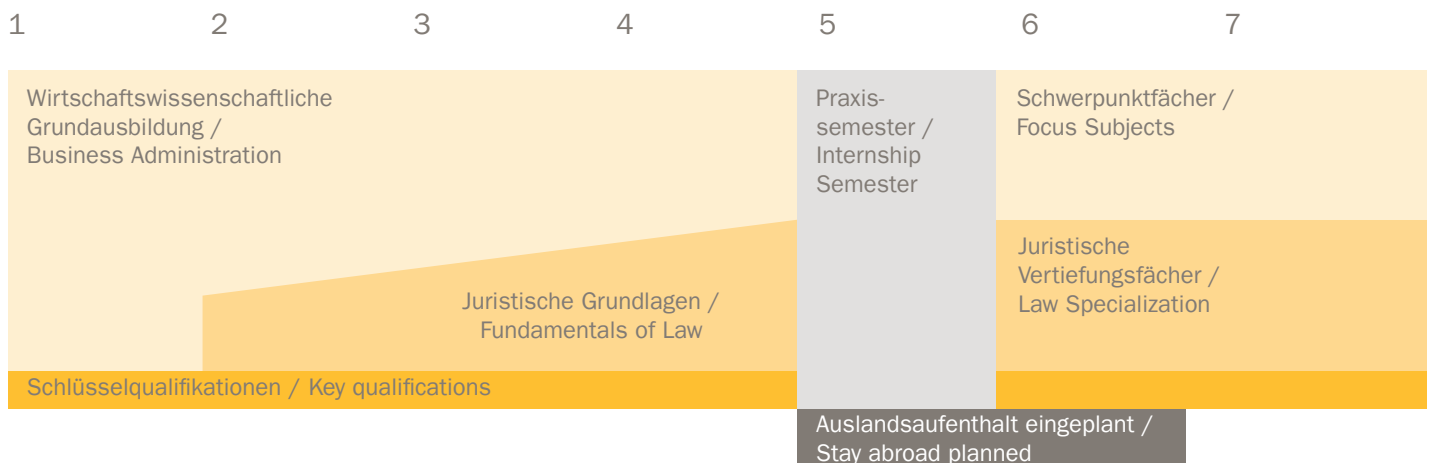 1 2 3 4 5 6 7
Wirtschaftswissenschaftliche
Grundausbildung /
Business Administration
Praxis-
semester /
Internship
Semester
Schwerpunktfächer /
Focus Subjects
Juristische Grundlagen /
Fundamentals of Law
Juristische
Vertiefungsfächer /
Law Specialization
Schlüsselqualifikationen / Key qualifications
Auslandsaufenthalt eingeplant /
Stay abroad planned